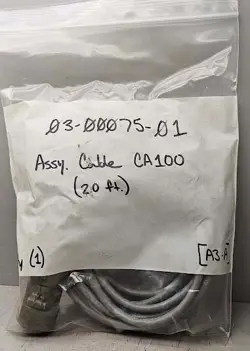 03-00075-01
Assy. Cable CA100
(20 ft.)
(1)
[A3-A]